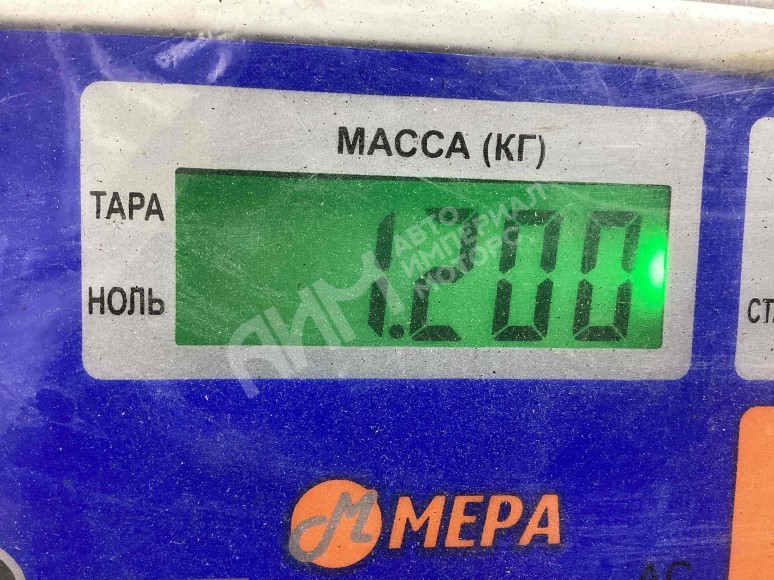 МАССА (КГ)
ТАРА
1.200
НОЛЬ
АИМ АВТО
ИМПЕРИАЛ
МОТОРС
М МЕРА